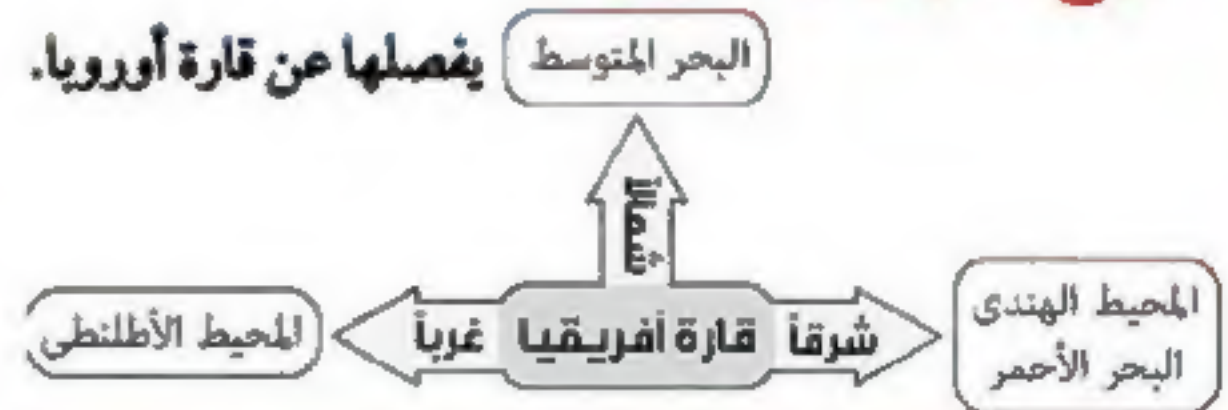 البحر المتوسط يفصلها عن قارة أوروبا.
شمالاً
المحيط الهندى
البحر الأحمر
شرقاً قارة أفريقيا غرباً
المحيط الأطلنطى